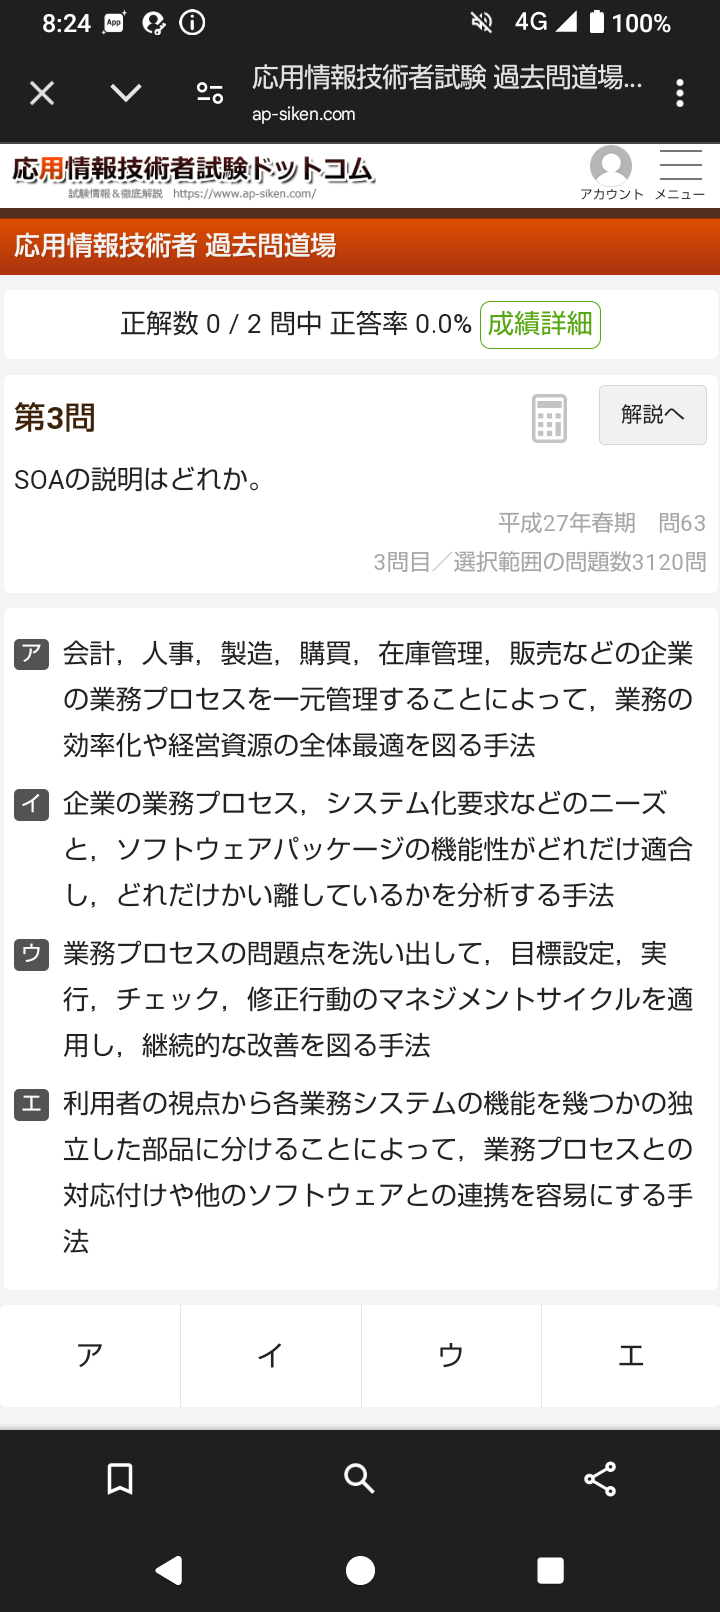 8:24 App 4G 100%
応用情報技術者試験 過去問道場...
ap-siken.com
応用情報技術者試験ドットコム
試験情報＆徹底解説 https://www.ap-siken.com/
アカウント メニュー
応用情報技術者 過去問道場
正解数 0 / 2 問中 正答率 0.0% 成績詳細
第3問 解説へ
SOAの説明はどれか。
平成27年春期 問63
3問目／選択範囲の問題数3120問
ア 会計，人事，製造，購買，在庫管理，販売などの企業
の業務プロセスを一元管理することによって，業務の
効率化や経営資源の全体最適を図る手法
イ 企業の業務プロセス，システム化要求などのニーズ
と，ソフトウェアパッケージの機能性がどれだけ適合
し，どれだけかい離しているかを分析する手法
ウ 業務プロセスの問題点を洗い出して，目標設定，実
行，チェック，修正行動のマネジメントサイクルを適
用し，継続的な改善を図る手法
エ 利用者の視点から各業務システムの機能を幾つかの独
立した部品に分けることによって，業務プロセスとの
対応付けや他のソフトウェアとの連携を容易にする手
法
ア イ ウ エ